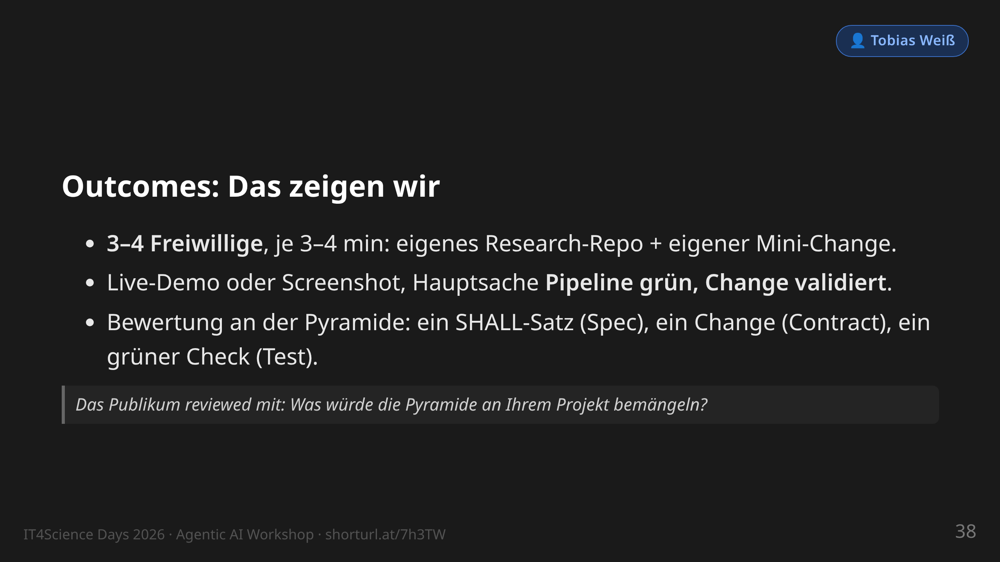 Tobias Weiß
Outcomes: Das zeigen wir
• 3–4 Freiwillige, je 3–4 min: eigenes Research-Repo + eigener Mini-Change.
• Live-Demo oder Screenshot, Hauptsache Pipeline grün, Change validiert.
• Bewertung an der Pyramide: ein SHALL-Satz (Spec), ein Change (Contract), ein
grüner Check (Test).
Das Publikum reviewed mit: Was würde die Pyramide an Ihrem Projekt bemängeln?
IT4Science Days 2026 · Agentic AI Workshop · shorturl.at/7h3TW
38